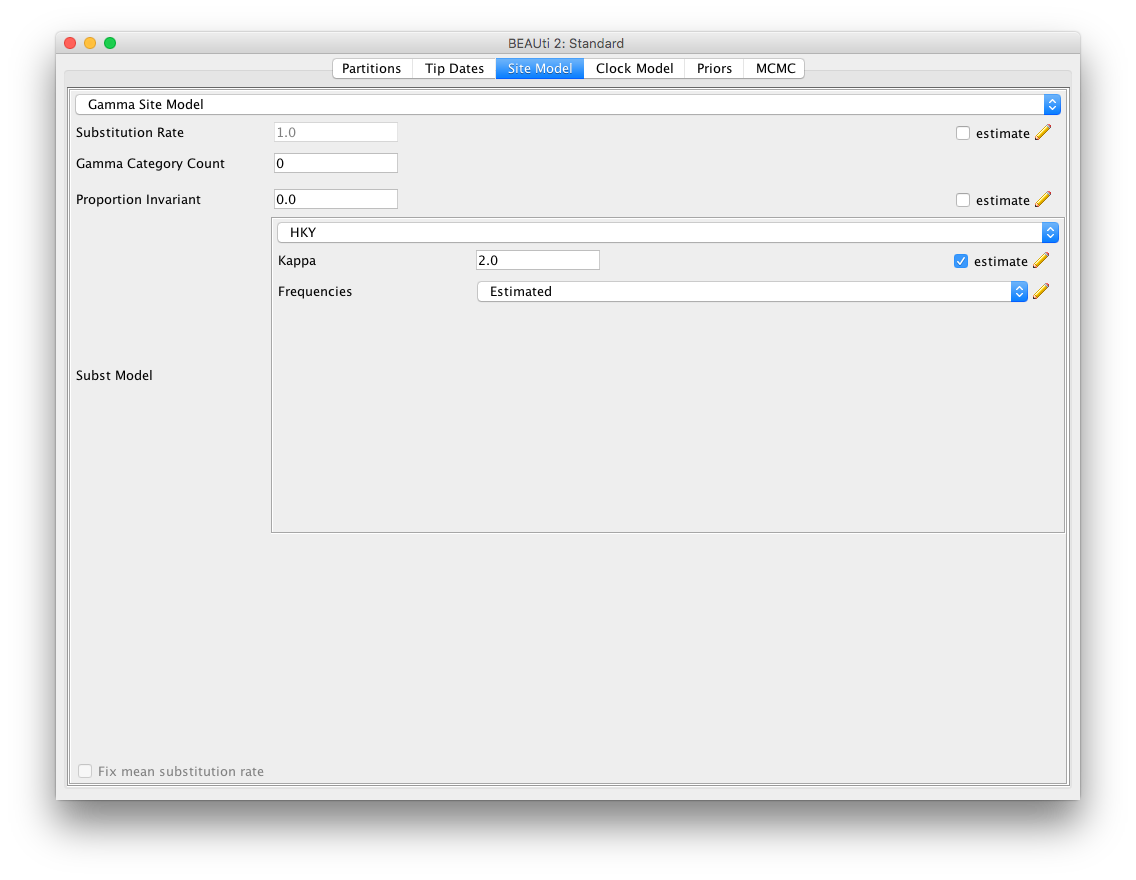 BEAUti 2: Standard
Partitions Tip Dates Site Model Clock Model Priors MCMC
Gamma Site Model
Substitution Rate 1.0 estimate
Gamma Category Count 0
Proportion Invariant 0.0 estimate
HKY
Kappa 2.0 estimate
Frequencies Estimated
Subst Model
Fix mean substitution rate